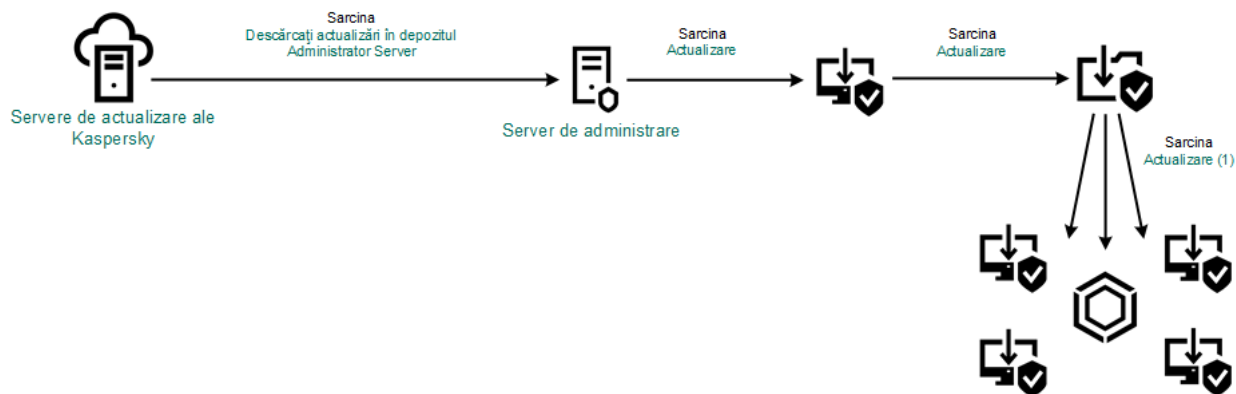 Sarcina
Descărcați actualizări în depozitul
Administrator Server
Sarcina
Actualizare
Sarcina
Actualizare
Servere de actualizare ale
Kaspersky
Server de administrare
Sarcina
Actualizare (1)